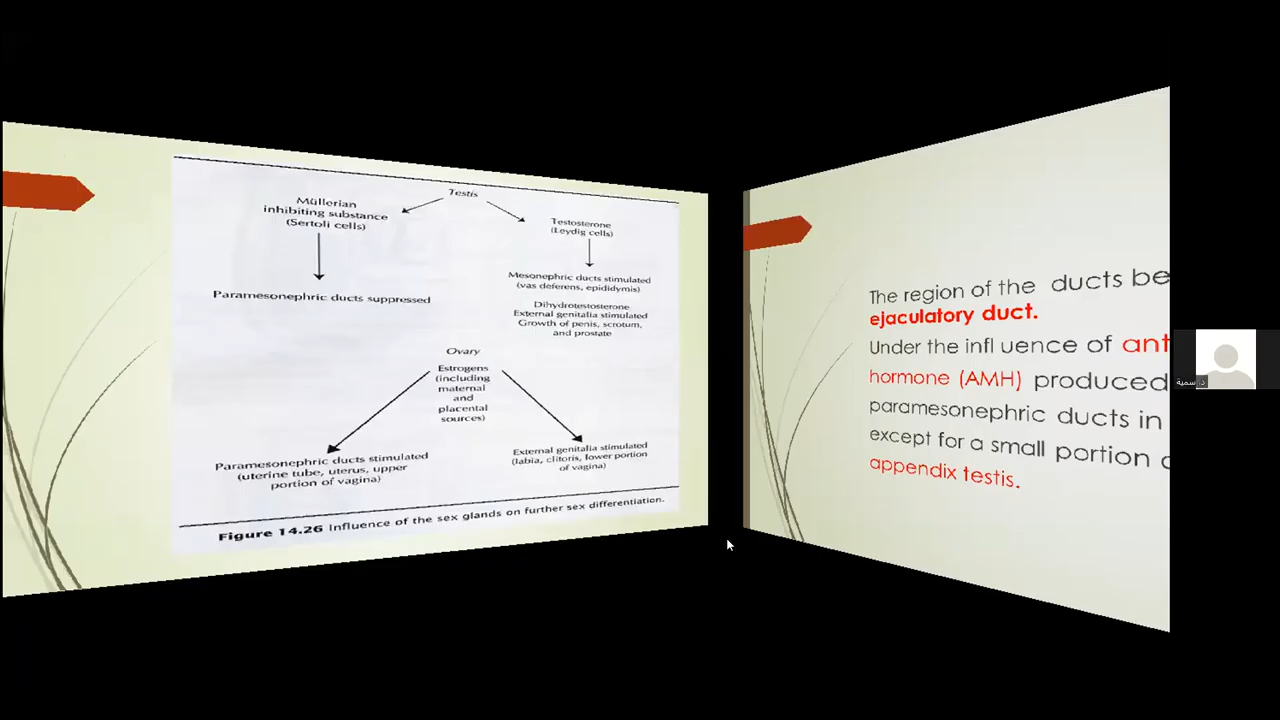 Testis
Müllerian
inhibiting substance
(Sertoli cells)
Testosterone
(Leydig cells)
Paramesonephric ducts suppressed
Mesonephric ducts stimulated
(vas deferens, epididymis)
Dihydrotestosterone
External genitalia stimulated
Growth of penis, scrotum,
and prostate
Ovary
Estrogens
(including
maternal
and
placental
sources)
Paramesonephric ducts stimulated
(uterine tube, uterus, upper
portion of vagina)
External genitalia stimulated
(labia, clitoris, lower portion
of vagina)
Figure 14.26 Influence of the sex glands on further sex differentiation.
The region of the ducts be
ejaculatory duct.
Under the infl uence of ant
hormone (AMH) produced
paramesonephric ducts in
except for a small portion
appendix testis.
د. سمية